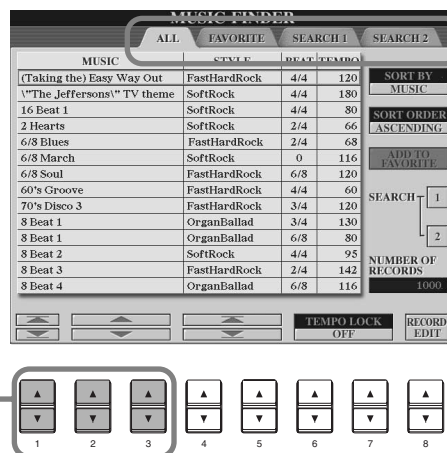 MUSIC FINDER
ALL FAVORITE SEARCH 1 SEARCH 2
MUSIC STYLE BEAT TEMPO
(Taking the) Easy Way Out FastHardRock 4/4 120
\"The Jeffersons\" TV theme SoftRock 4/4 180
16 Beat 1 SoftRock 4/4 80
2 Hearts SoftRock 2/4 66
6/8 Blues FastHardRock 2/4 68
6/8 March SoftRock 0 116
6/8 Soul FastHardRock 6/8 120
60's Groove FastHardRock 4/4 60
70's Disco 3 FastHardRock 3/4 120
8 Beat 1 OrganBallad 3/4 130
8 Beat 1 OrganBallad 6/8 80
8 Beat 2 SoftRock 4/4 95
8 Beat 3 FastHardRock 2/4 142
8 Beat 4 OrganBallad 6/8 116
SORT BY
MUSIC
SORT ORDER
ASCENDING
ADD TO
FAVORITE
SEARCH 1
2
NUMBER OF
RECORDS
1000
TEMPO LOCK
OFF
RECORD
EDIT
1 2 3 4 5 6 7 8